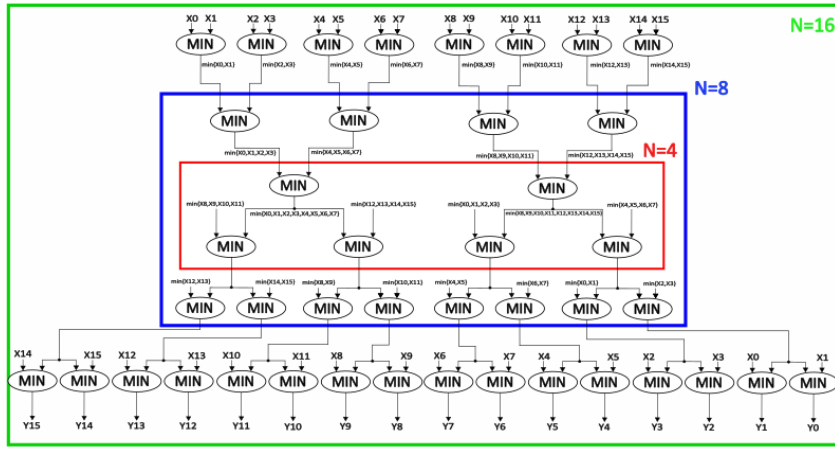 N=16
X0 X1 X2 X3 X4 X5 X6 X7 X8 X9 X10 X11 X12 X13 X14 X15
MIN MIN MIN MIN MIN MIN MIN MIN
min{X0,X1} min{X2,X3} min{X4,X5} min{X6,X7} min{X8,X9} min{X10,X11} min{X12,X13} min{X14,X15}
N=8
MIN MIN MIN MIN
min{X0,X1,X2,X3} min{X4,X5,X6,X7} min{X8,X9,X10,X11} min{X12,X13,X14,X15}
N=4
MIN MIN
min{X8,X9,X10,X11} min{X12,X13,X14,X15} min{X0,X1,X2,X3} min{X4,X5,X6,X7}
min{X0,X1,X2,X3,X4,X5,X6,X7} min{X8,X9,X10,X11,X12,X13,X14,X15}
MIN MIN MIN MIN
min{X12,X13} min{X14,X15} min{X8,X9} min{X10,X11} min{X4,X5} min{X6,X7} min{X0,X1} min{X2,X3}
MIN MIN MIN MIN MIN MIN MIN MIN
X14 X15 X12 X13 X10 X11 X8 X9 X6 X7 X4 X5 X2 X3 X0 X1
MIN MIN MIN MIN MIN MIN MIN MIN MIN MIN MIN MIN MIN MIN MIN MIN
Y15 Y14 Y13 Y12 Y11 Y10 Y9 Y8 Y7 Y6 Y5 Y4 Y3 Y2 Y1 Y0